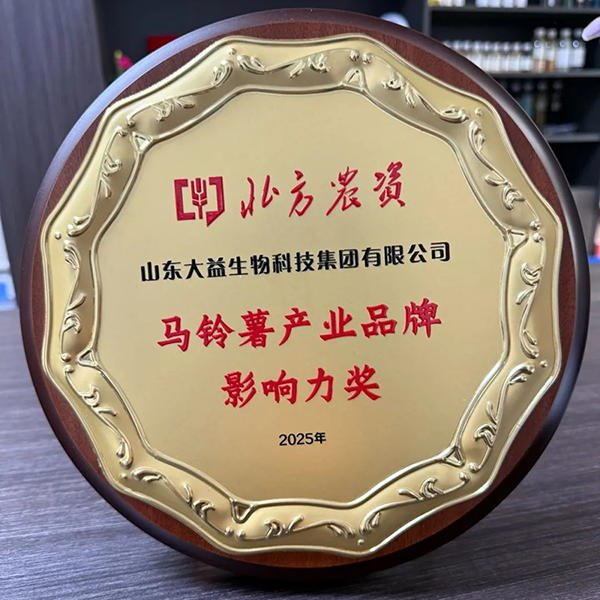 北方农资
山东大益生物科技集团有限公司
马铃薯产业品牌
影响力奖
2025年